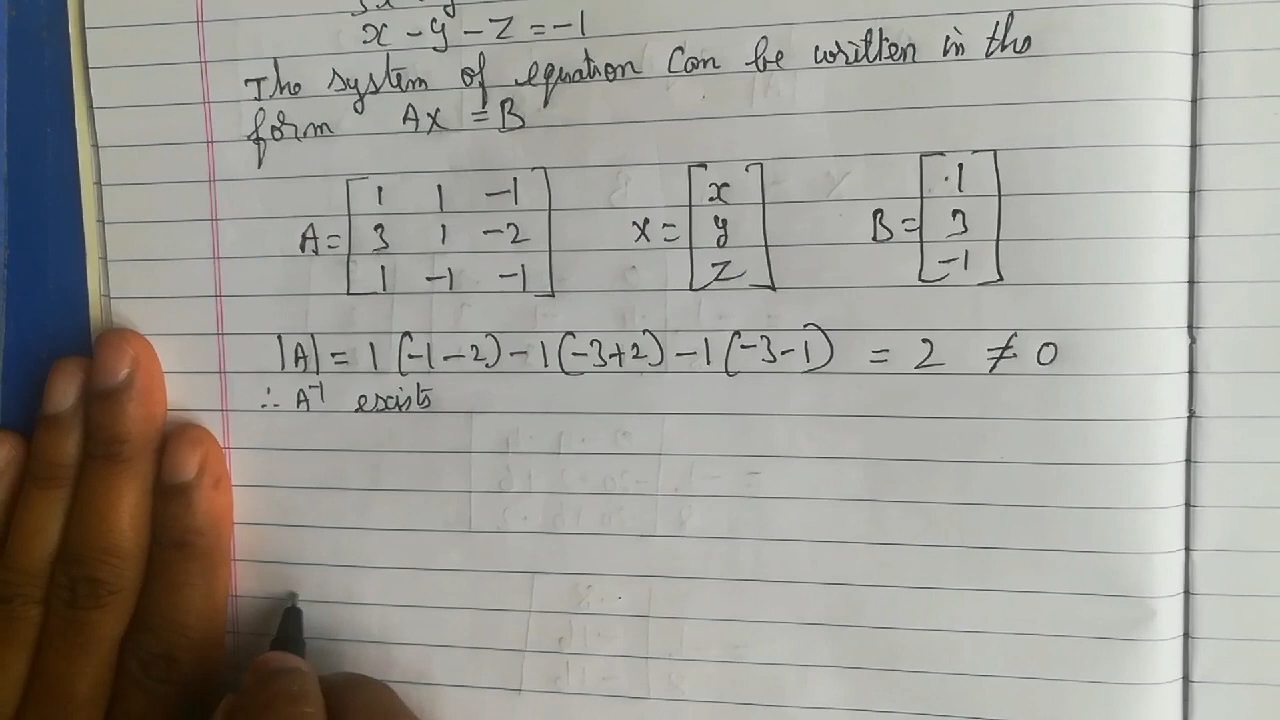 x - y - z = -1
The system of equation can be written in the
form AX = B
A = [1 1 -1; 3 1 -2; 1 -1 -1] X = [x; y; z] B = [1; 3; -1]
|A| = 1(-1-2) -1(-3+2) -1(-3-1) = 2 ≠ 0
∴ A⁻¹ exists